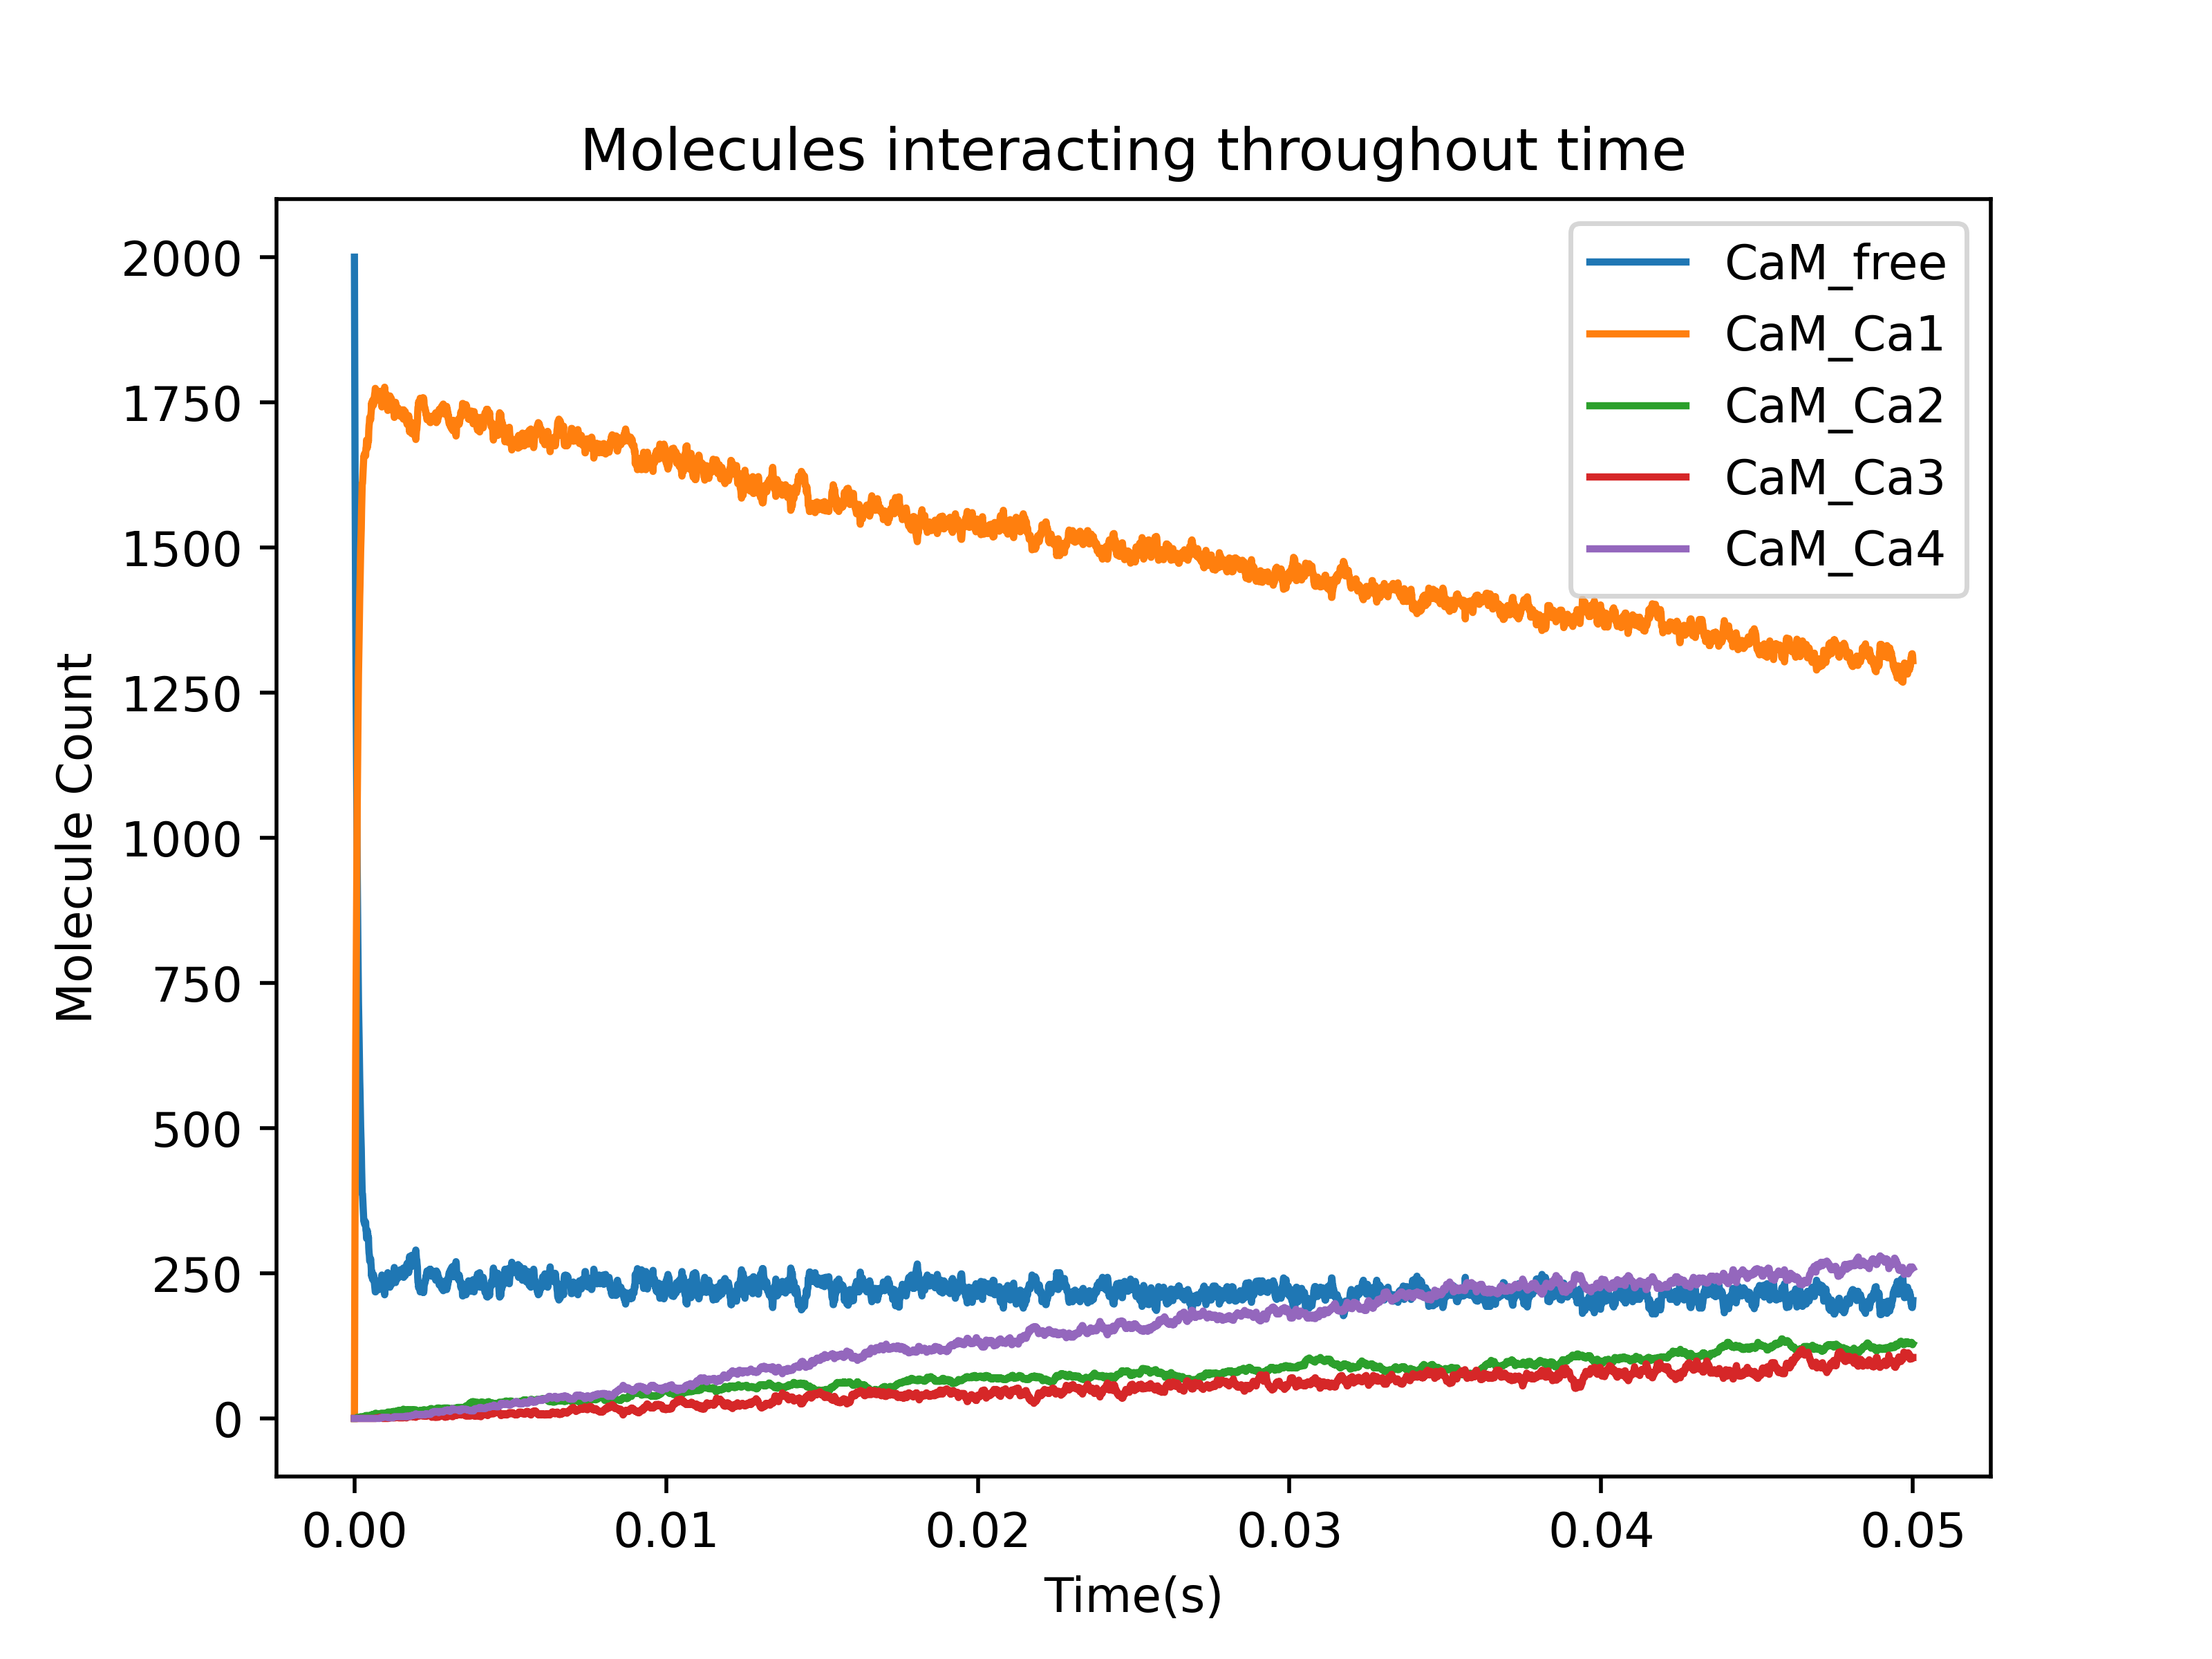 Molecules interacting throughout time
2000
1750
1500
1250
1000
750
500
250
0
Molecule Count
CaM_free
CaM_Ca1
CaM_Ca2
CaM_Ca3
CaM_Ca4
0.00 0.01 0.02 0.03 0.04 0.05
Time(s)